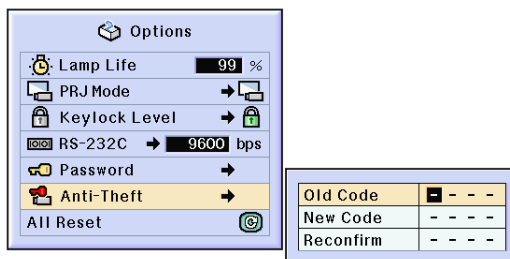 Options
Lamp Life 99 %
PRJ Mode
Keylock Level
RS-232C 9600 bps
Password
Anti-Theft
All Reset
Old Code - - - -
New Code - - - -
Reconfirm - - - -